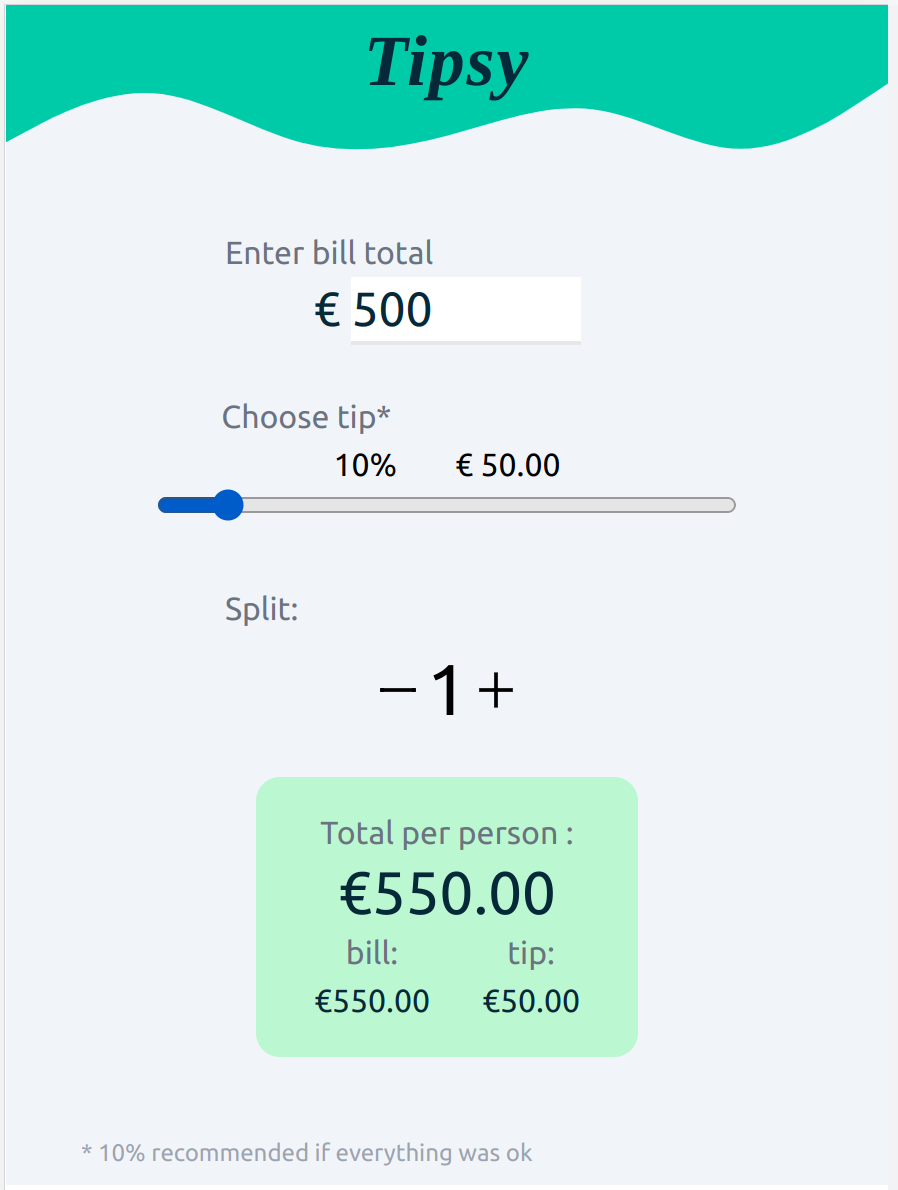 Tipsy
Enter bill total
€ 500
Choose tip*
10% € 50.00
Split:
− 1 +
Total per person :
€550.00
bill: tip:
€550.00 €50.00
* 10% recommended if everything was ok